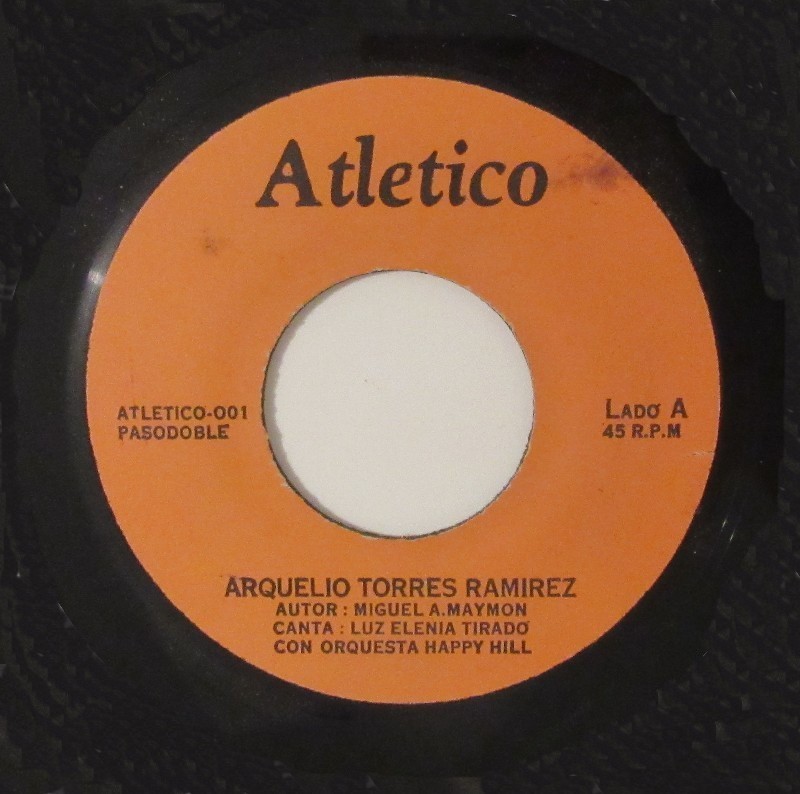 Atletico
ATLETICO-001
PASODOBLE
LADO A
45 R.P.M
ARQUELIO TORRES RAMIREZ
AUTOR : MIGUEL A.MAYMON
CANTA : LUZ ELENIA TIRADO
CON ORQUESTA HAPPY HILL